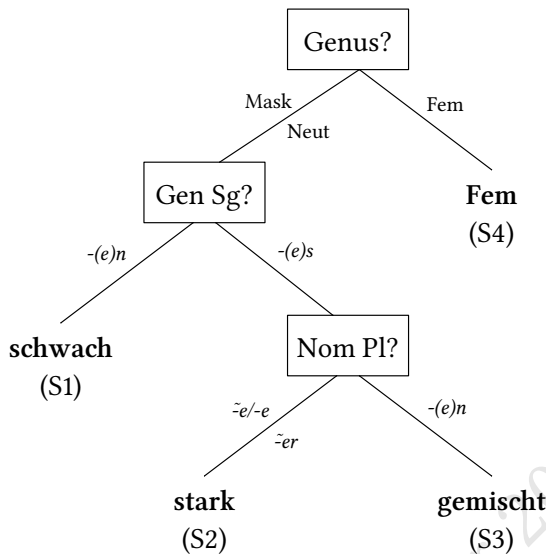 Genus?
Mask
Neut
Fem
Gen Sg?
Fem
(S4)
-(e)n
-(e)s
schwach
(S1)
Nom Pl?
-̈e/-e
-̈er
-(e)n
stark
(S2)
gemischt
(S3)